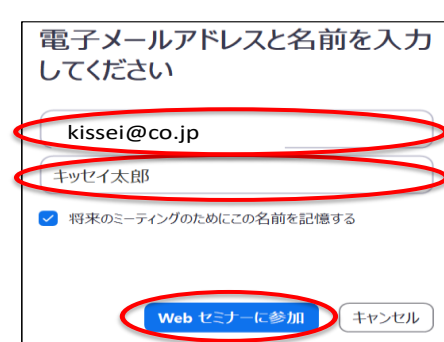 電子メールアドレスと名前を入力
してください
kissei@co.jp
キッセイ太郎
将来のミーティングのためにこの名前を記憶する
Web セミナーに参加 キャンセル